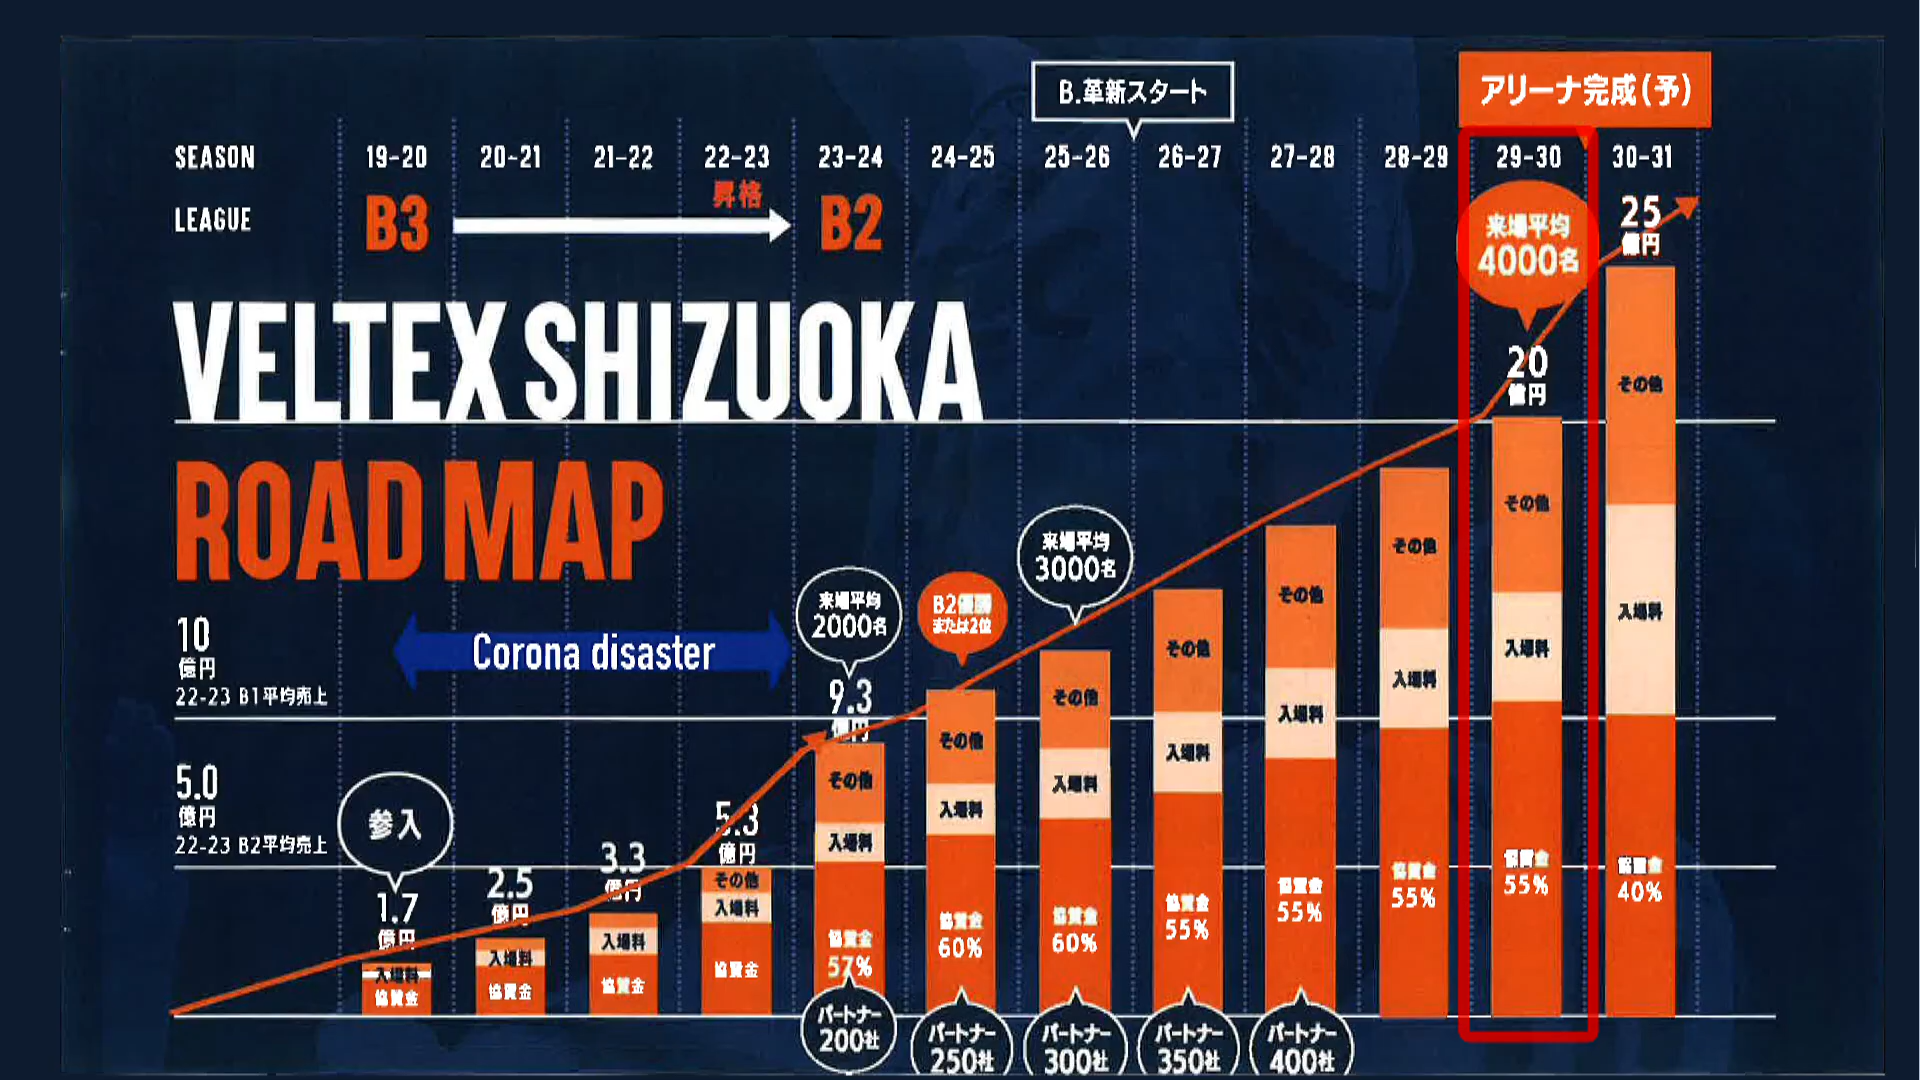 B.革新スタート
アリーナ完成(予)
SEASON 19-20 20-21 21-22 22-23 23-24 24-25 25-26 26-27 27-28 28-29 29-30 30-31
昇格
LEAGUE B3 B2
来場平均
4000名
25
億円
VELTEX SHIZUOKA
20
億円
ROAD MAP
来場平均
3000名
来場平均
2000名
B2優勝
または2位
10
億円
22-23 B1平均売上
Corona disaster
9.3
億円
5.0
億円
22-23 B2平均売上
参入
1.7
億円
2.5
億円
3.3
億円
5.3
億円
入場料
協賛金
入場料
協賛金
入場料
協賛金
その他
入場料
協賛金
その他
入場料
協賛金
57%
その他
入場料
協賛金
60%
その他
入場料
協賛金
60%
その他
入場料
協賛金
55%
その他
入場料
協賛金
55%
その他
入場料
協賛金
55%
その他
入場料
協賛金
55%
その他
入場料
協賛金
40%
パートナー
200社
パートナー
250社
パートナー
300社
パートナー
350社
パートナー
400社